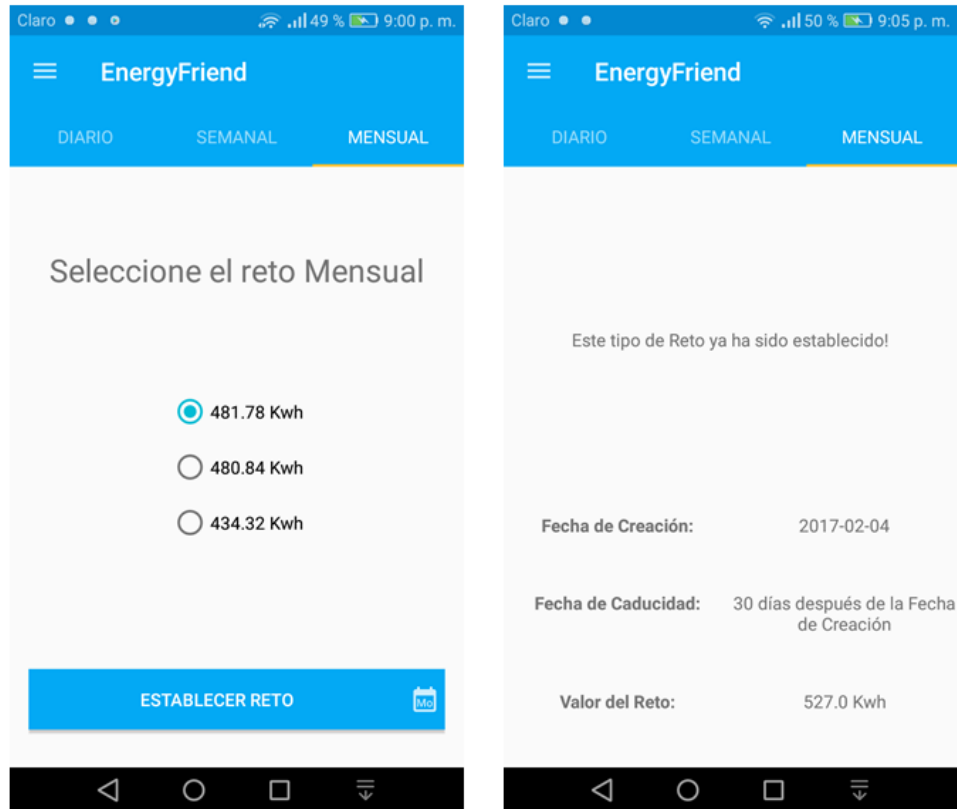 Claro 49 % 9:00 p. m.
EnergyFriend
DIARIO SEMANAL MENSUAL
Seleccione el reto Mensual
481.78 Kwh
480.84 Kwh
434.32 Kwh
ESTABLECER RETO Mo
Claro 50 % 9:05 p. m.
EnergyFriend
DIARIO SEMANAL MENSUAL
Este tipo de Reto ya ha sido establecido!
Fecha de Creación: 2017-02-04
Fecha de Caducidad: 30 días después de la Fecha
de Creación
Valor del Reto: 527.0 Kwh